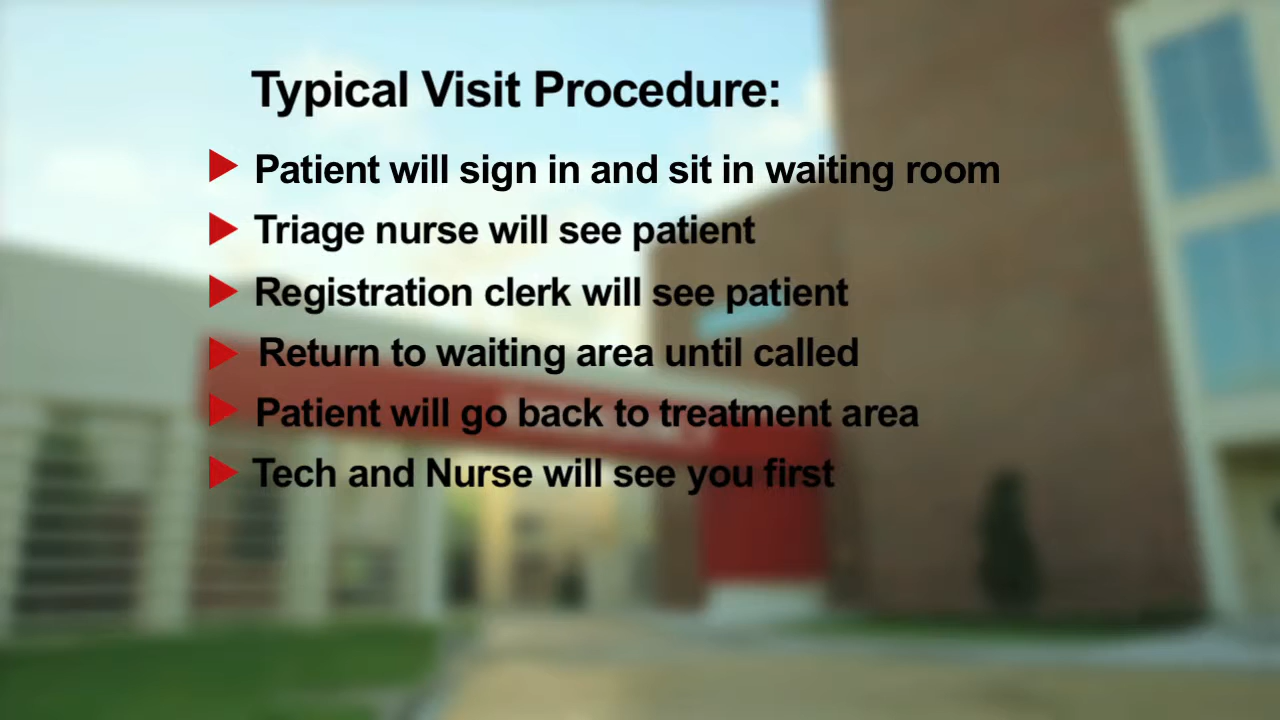 Typical Visit Procedure:
Patient will sign in and sit in waiting room
Triage nurse will see patient
Registration clerk will see patient
Return to waiting area until called
Patient will go back to treatment area
Tech and Nurse will see you first